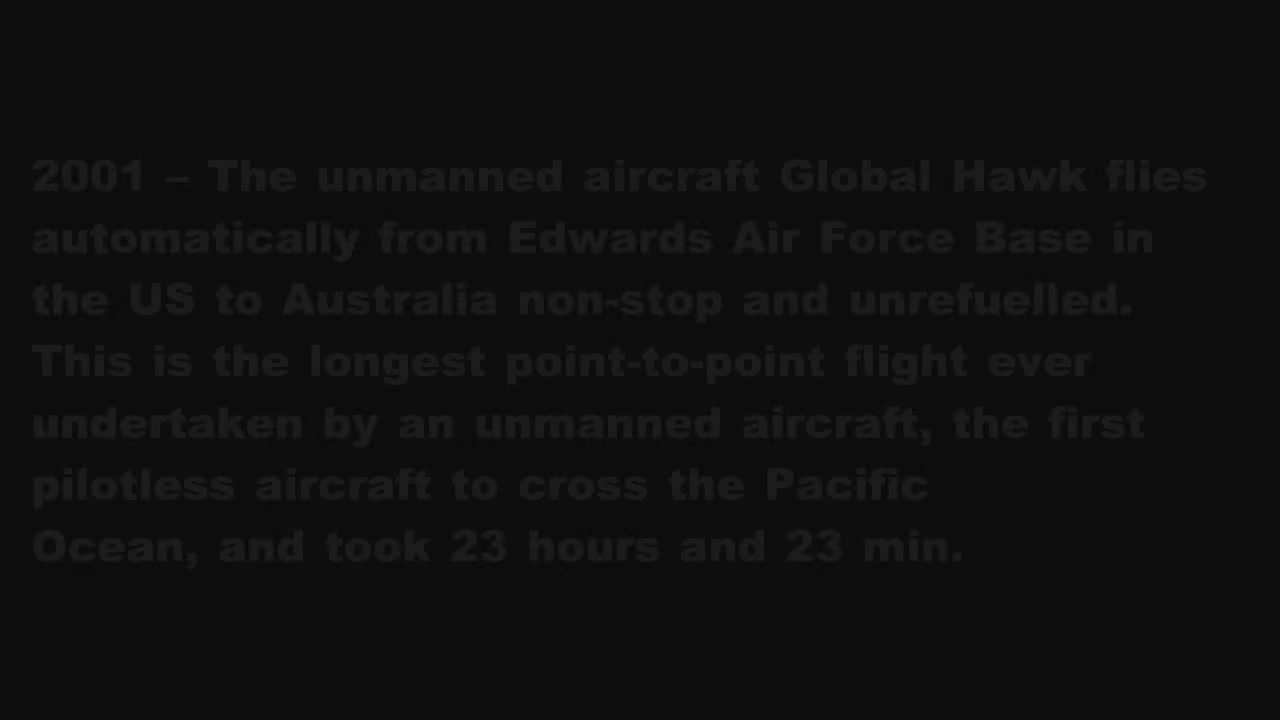 2001 – The unmanned aircraft Global Hawk flies
automatically from Edwards Air Force Base in
the US to Australia non-stop and unrefuelled.
This is the longest point-to-point flight ever
undertaken by an unmanned aircraft, the first
pilotless aircraft to cross the Pacific
Ocean, and took 23 hours and 23 min.